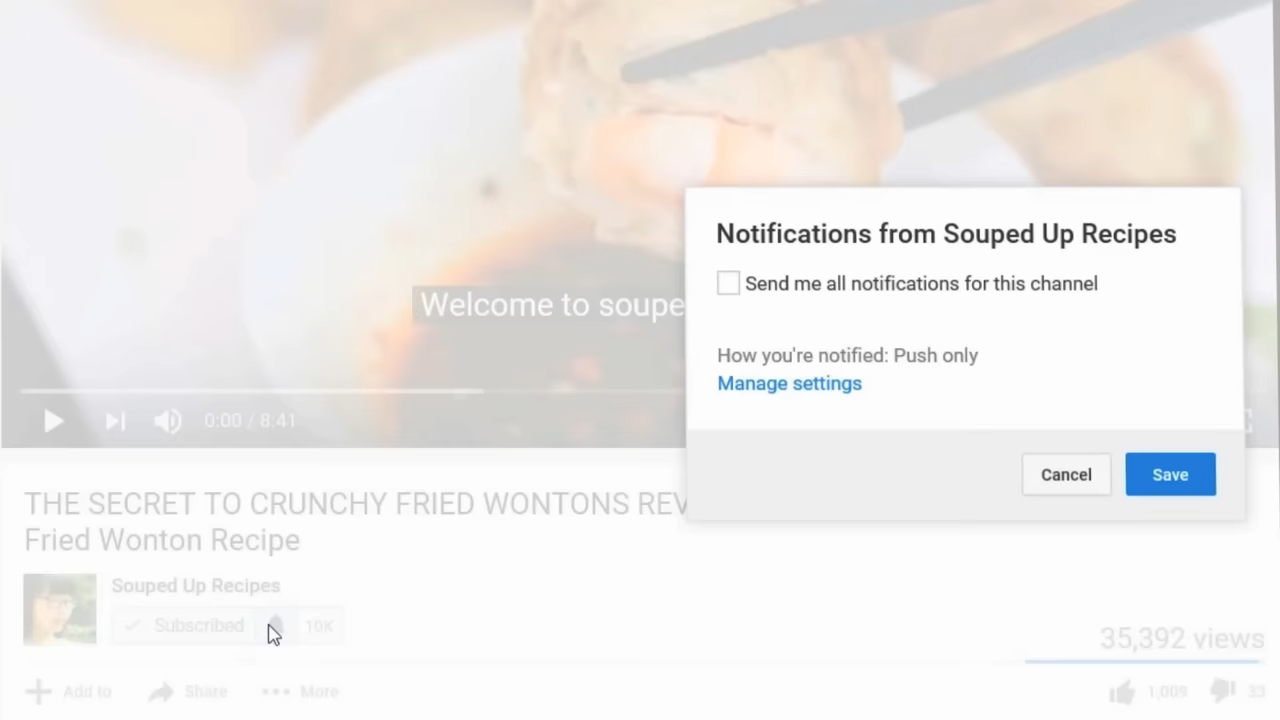 Welcome to soupe
Notifications from Souped Up Recipes
Send me all notifications for this channel
How you're notified: Push only
Manage settings
Cancel
Save
0:00 / 8:41
THE SECRET TO CRUNCHY FRIED WONTONS REV
Fried Wonton Recipe
Souped Up Recipes
Subscribed 10K
35,392 views
Add to Share More 1,009 33